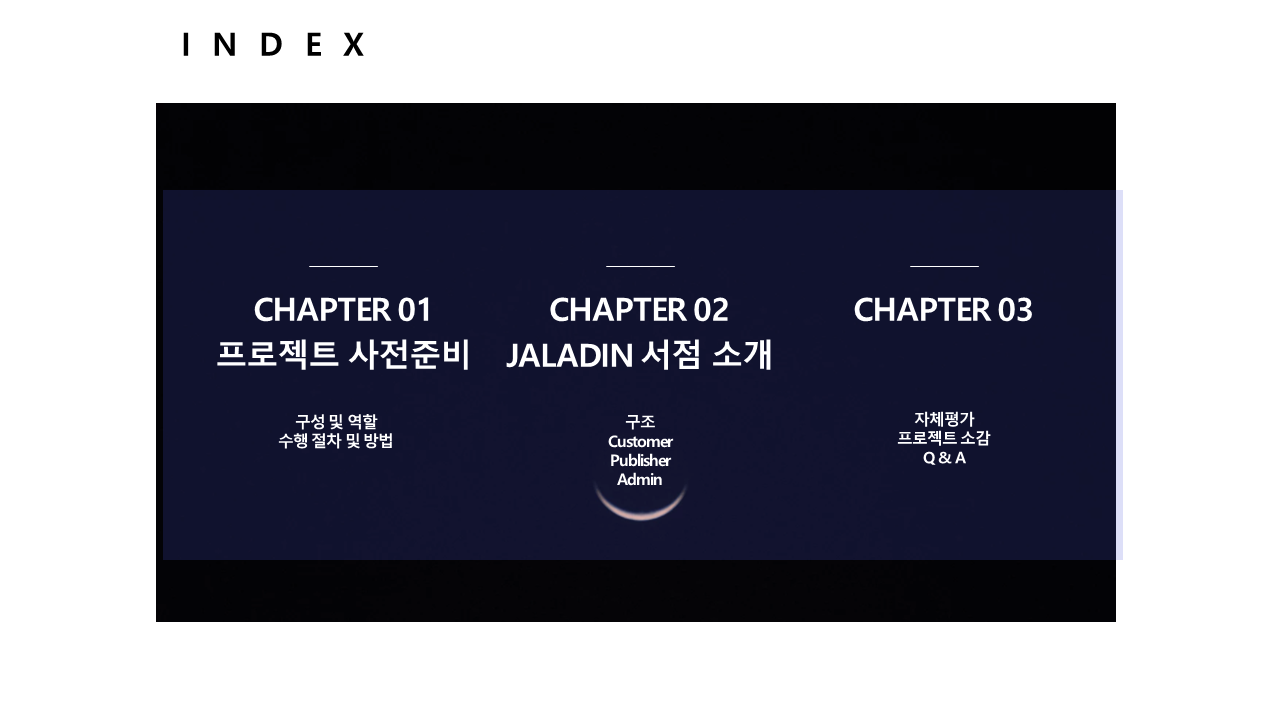 I N D E X
CHAPTER 01
프로젝트 사전준비
구성 및 역할
수행 절차 및 방법
CHAPTER 02
JALADIN 서점 소개
구조
Customer
Publisher
Admin
CHAPTER 03
자체평가
프로젝트 소감
Q & A